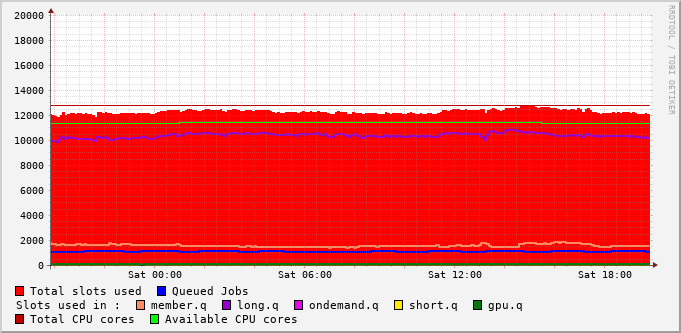 20000
18000
16000
14000
12000
10000
8000
6000
4000
2000
0
Sat 00:00 Sat 06:00 Sat 12:00 Sat 18:00
RRDTOOL / TOBI OETIKER
Total slots used Queued Jobs
Slots used in : member.q long.q ondemand.q short.q gpu.q
Total CPU cores Available CPU cores